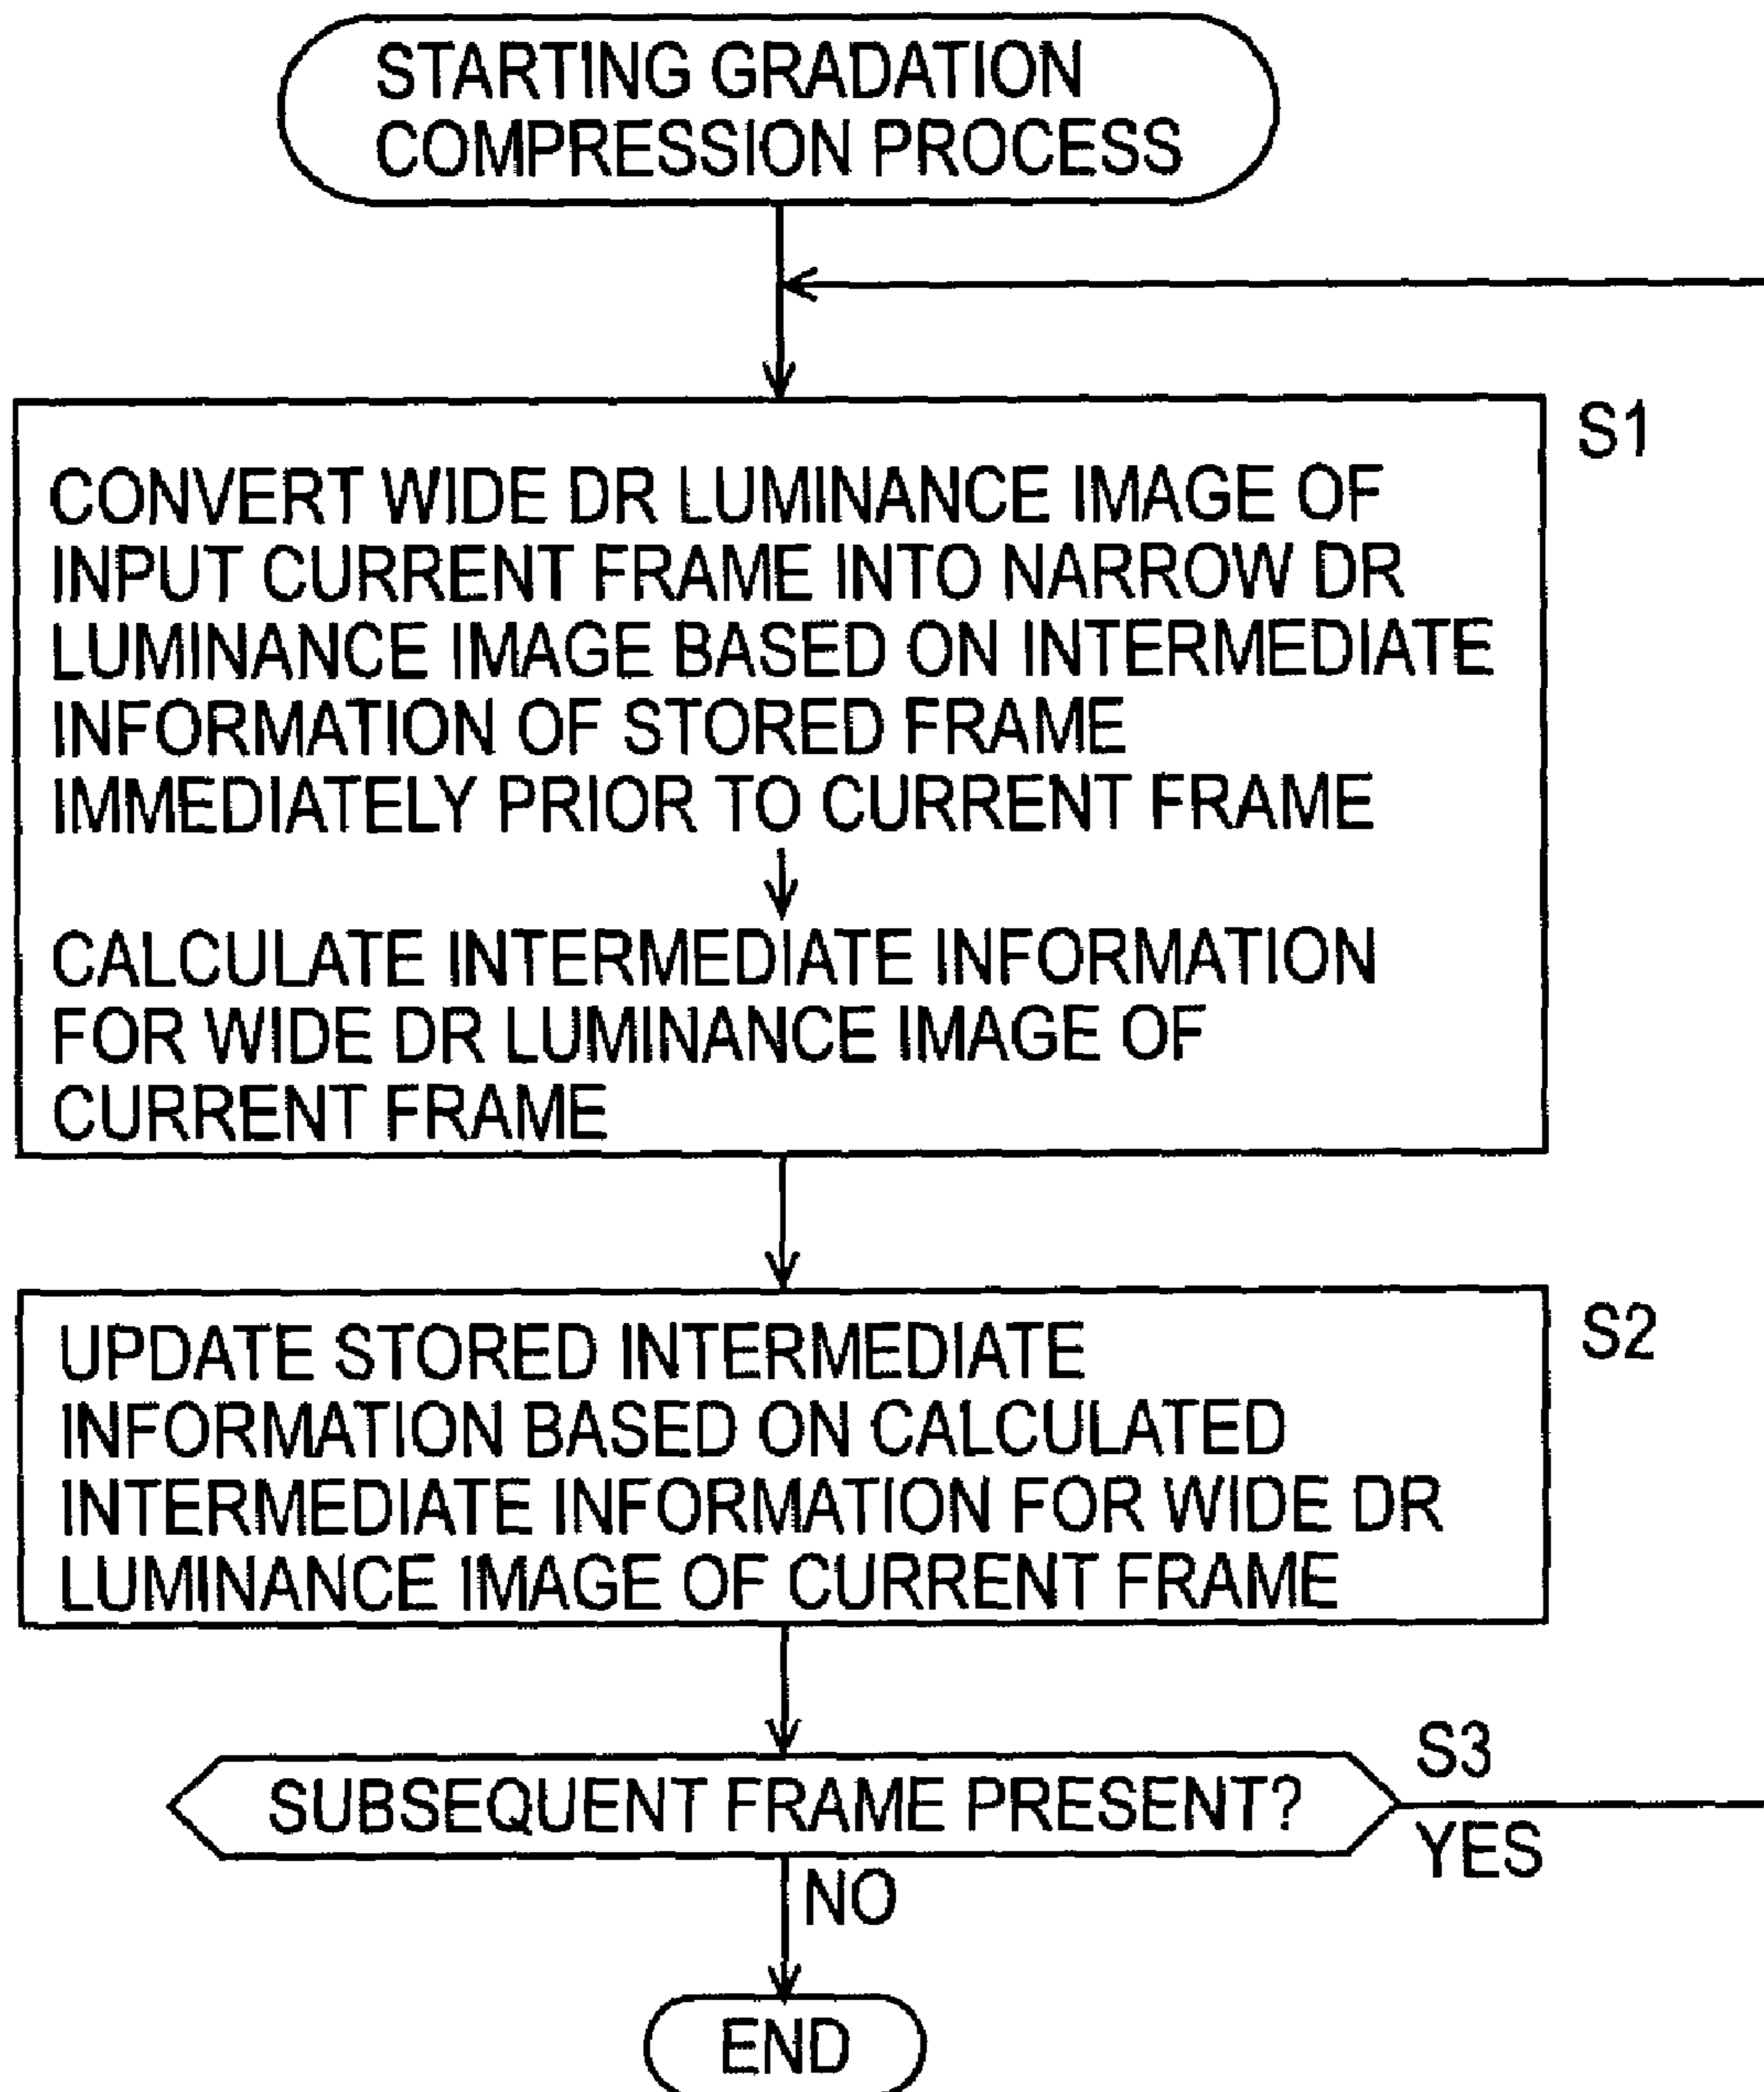 STARTING GRADATION
COMPRESSION PROCESS
S1
CONVERT WIDE DR LUMINANCE IMAGE OF
INPUT CURRENT FRAME INTO NARROW DR
LUMINANCE IMAGE BASED ON INTERMEDIATE
INFORMATION OF STORED FRAME
IMMEDIATELY PRIOR TO CURRENT FRAME
CALCULATE INTERMEDIATE INFORMATION
FOR WIDE DR LUMINANCE IMAGE OF
CURRENT FRAME
S2
UPDATE STORED INTERMEDIATE
INFORMATION BASED ON CALCULATED
INTERMEDIATE INFORMATION FOR WIDE DR
LUMINANCE IMAGE OF CURRENT FRAME
S3
SUBSEQUENT FRAME PRESENT?
YES
NO
END